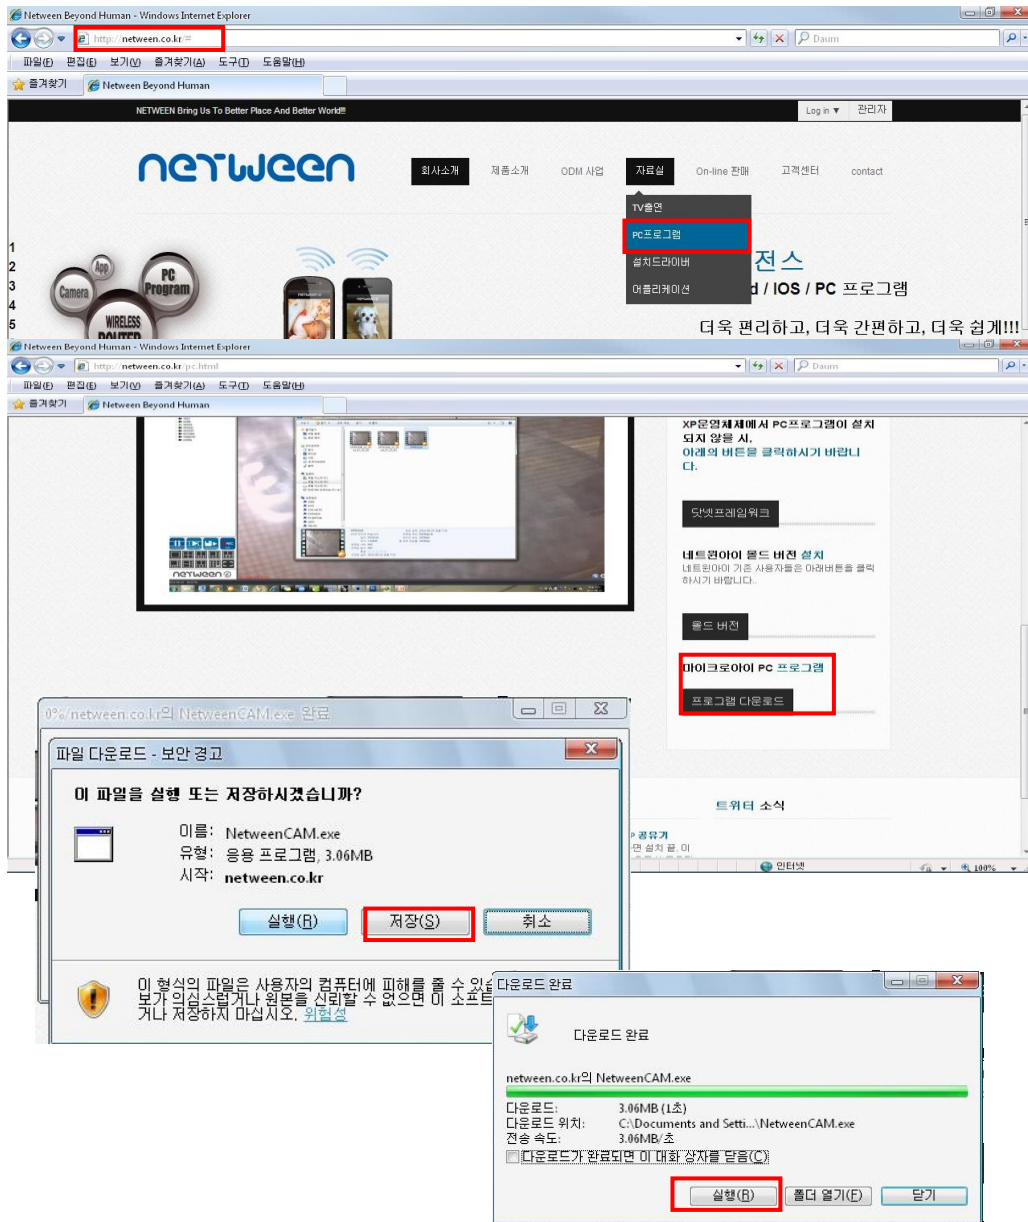 Netween Beyond Human - Windows Internet Explorer
http://netween.co.kr/#
Daum
파일(F) 편집(E) 보기(V) 즐겨찾기(A) 도구(T) 도움말(H)
즐겨찾기 Netween Beyond Human
NETWEEN Bring Us To Better Place And Better World!!!
Log in ▼ 관리자
netween
회사소개 제품소개 ODM 사업 자료실 On-line 판매 고객센터 contact
TV출연
PC프로그램
설치드라이버
어플리케이션
1
2
3
4
5
App
Camera
PC
Program
WIRELESS
ROUTER
전스
d / IOS / PC 프로그램
더욱 편리하고, 더욱 간편하고, 더욱 쉽게!!!
Netween Beyond Human - Windows Internet Explorer
http://netween.co.kr/pc.html
Daum
파일(F) 편집(E) 보기(V) 즐겨찾기(A) 도구(T) 도움말(H)
즐겨찾기 Netween Beyond Human
netween
XP운영체제에서 PC프로그램이 설치
되지 않을 시,
아래의 버튼을 클릭하시기 바랍니
다.
닷넷프레임워크
네트윈아이 몰드 버전 설치
네트윈아이 기존 사용자들은 아래버튼을 클릭
하시기 바랍니다..
몰드 버전
마이크로아이 PC 프로그램
프로그램 다운로드
트위터 소식
P 공유기
면 설치 끝. 이
인터넷
100%
0%/netween.co.kr의 NetweenCAM.exe 완료
파일 다운로드 - 보안 경고
이 파일을 실행 또는 저장하시겠습니까?
이름: NetweenCAM.exe
유형: 응용 프로그램, 3.06MB
시작: netween.co.kr
실행(R) 저장(S) 취소
이 형식의 파일은 사용자의 컴퓨터에 피해를 줄 수 있습
보가 의심스럽거나 원본을 신뢰할 수 없으면 이 소프트
거나 저장하지 마십시오. 위험성
다운로드 완료
다운로드 완료
netween.co.kr의 NetweenCAM.exe
다운로드: 3.06MB (1초)
다운로드 위치: C:\Documents and Setti...\NetweenCAM.exe
전송 속도: 3.06MB/초
다운로드가 완료되면 이 대화 상자를 닫음(C)
실행(R) 폴더 열기(F) 닫기